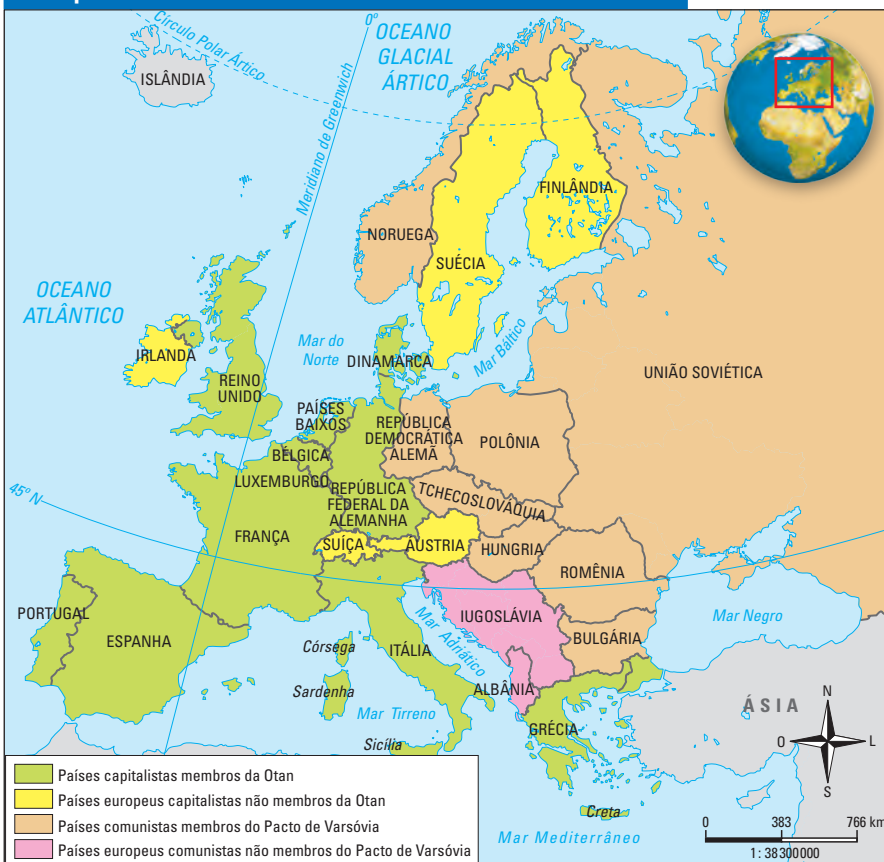 Círculo Polar Ártico
0°
OCEANO
GLACIAL
ÁRTICO
ISLÂNDIA
Meridiano de Greenwich
FINLÂNDIA
NORUEGA
SUÉCIA
OCEANO
ATLÂNTICO
Mar do
Norte
DINAMARCA
Mar Báltico
IRLANDA
REINO
UNIDO
UNIÃO SOVIÉTICA
PAÍSES
BAIXOS
REPÚBLICA
DEMOCRÁTICA
ALEMÃ
POLÔNIA
BÉLGICA
LUXEMBURGO
REPÚBLICA
FEDERAL DA
ALEMANHA
TCHECOSLOVÁQUIA
45° N
FRANÇA
SUÍÇA
ÁUSTRIA
HUNGRIA
ROMÊNIA
PORTUGAL
ESPANHA
IUGOSLÁVIA
Mar Negro
BULGÁRIA
Córsega
ITÁLIA
Mar Adriático
Sardenha
ALBÂNIA
ÁSIA
Mar Tirreno
GRÉCIA
Sicília
N
O
L
S
Creta
Mar Mediterrâneo
Países capitalistas membros da Otan
Países europeus capitalistas não membros da Otan
Países comunistas membros do Pacto de Varsóvia
Países europeus comunistas não membros do Pacto de Varsóvia
0 383 766 km
1: 38 300 000